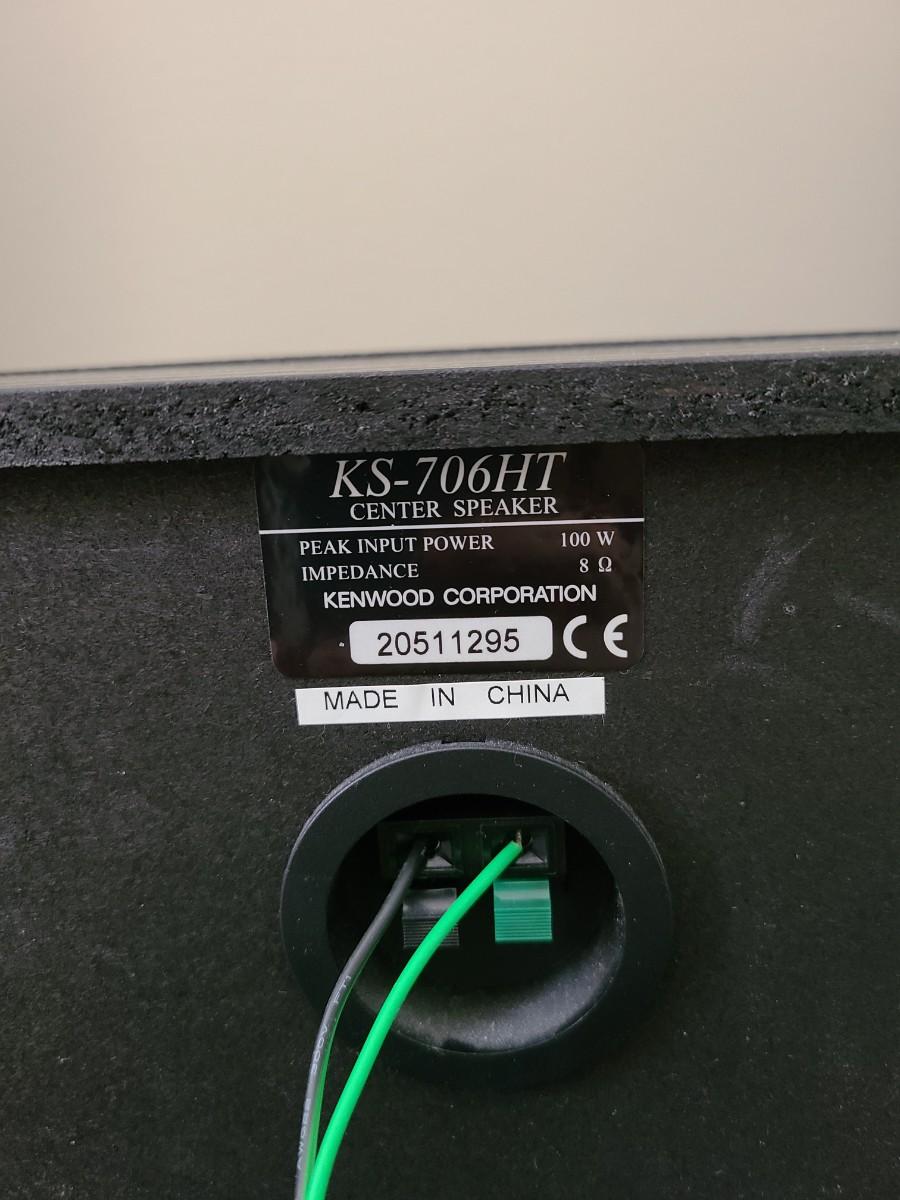 KS-706HT
CENTER SPEAKER
PEAK INPUT POWER 100 W
IMPEDANCE 8 Ω
KENWOOD CORPORATION
20511295 CE
MADE IN CHINA